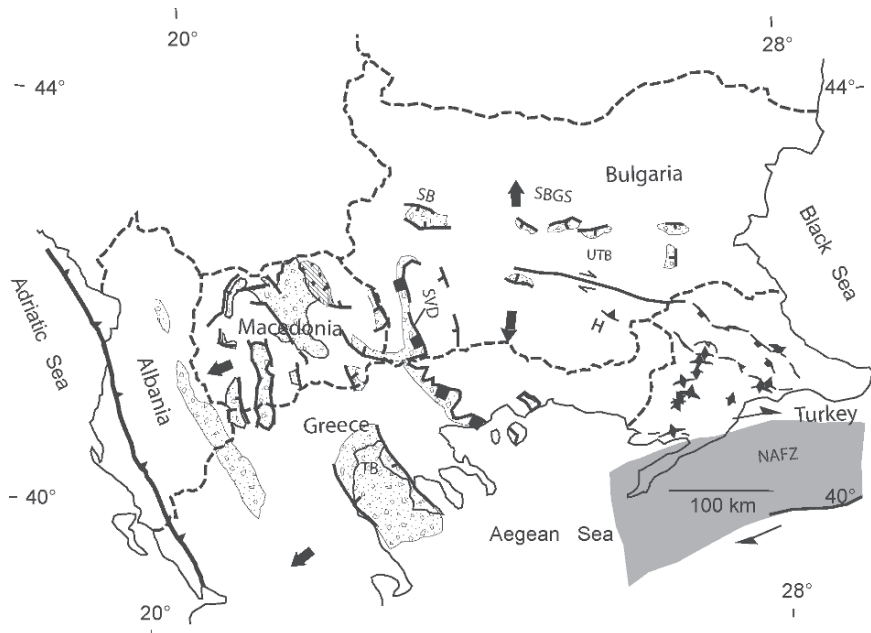 20°
28°
44°
44°
Bulgaria
SB
SBGS
UTB
Black Sea
SVD
Adriatic Sea
Macedonia
H
Albania
Turkey
Greece
TB
NAFZ
40°
100 km
40°
Aegean Sea
28°
20°